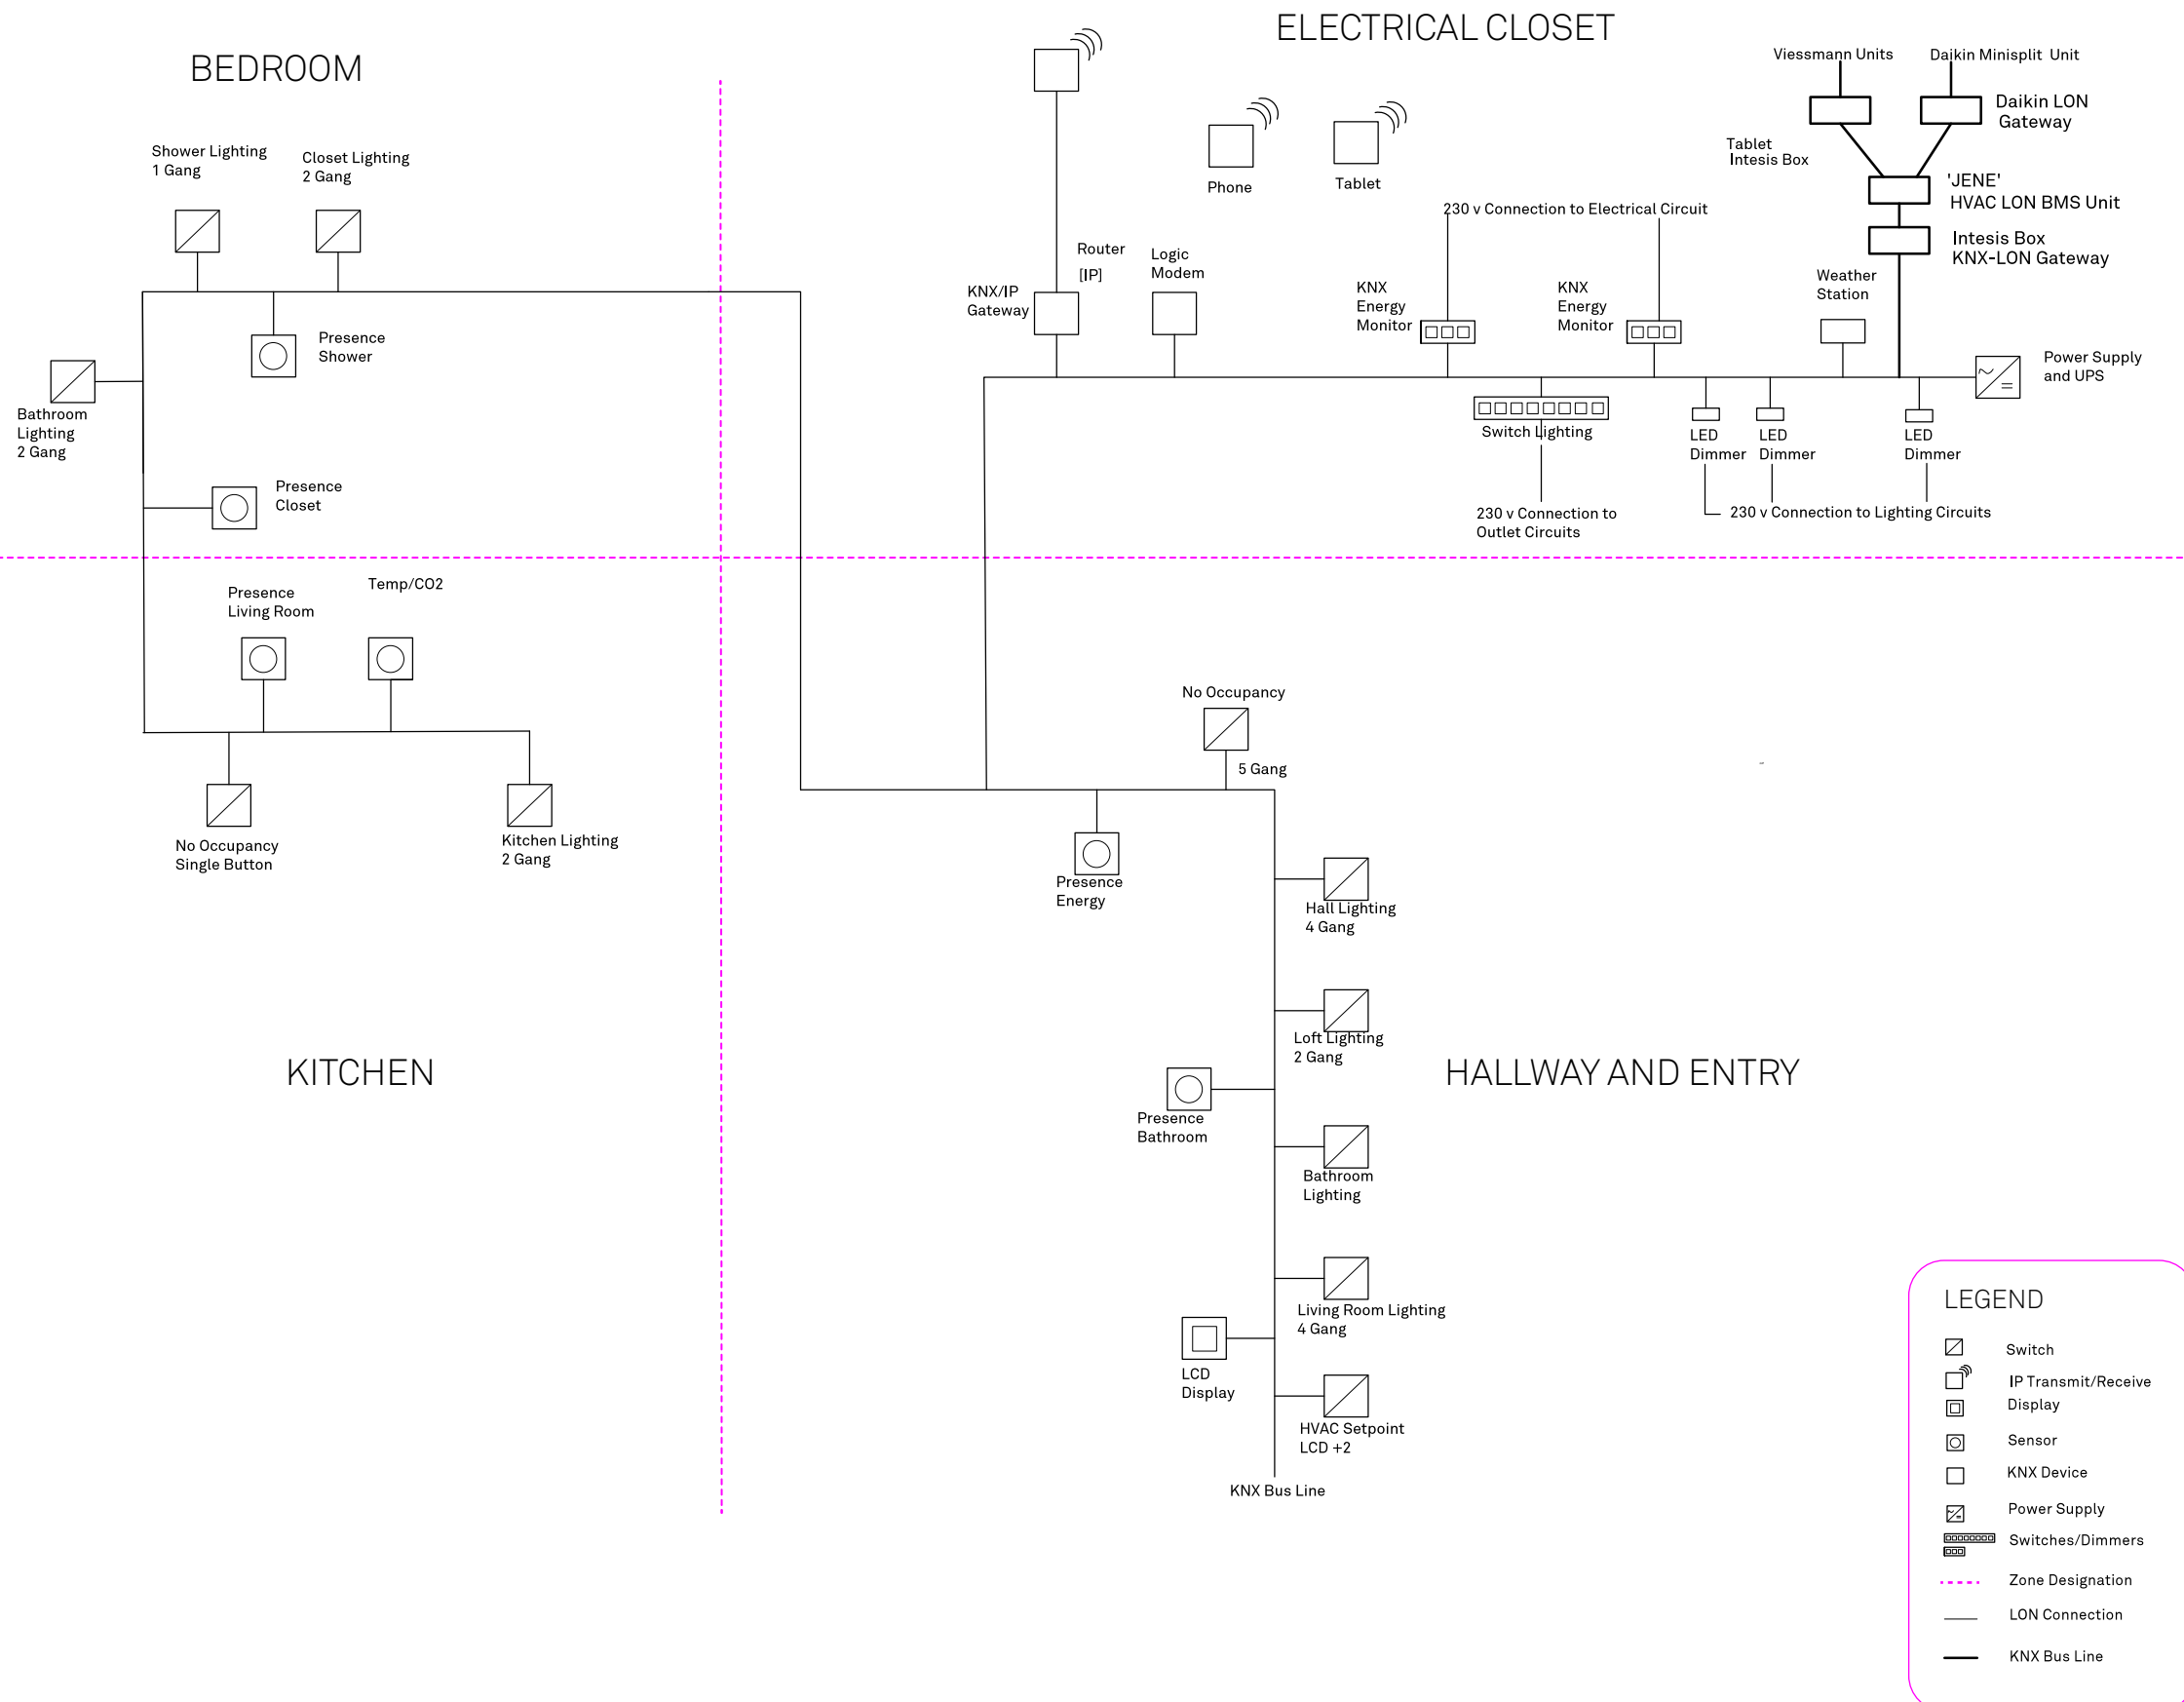 ELECTRICAL CLOSET
BEDROOM
Viessmann Units
Daikin Minisplit Unit
Daikin LON
Gateway
Tablet
Intesis Box
'JENE'
HVAC LON BMS Unit
Intesis Box
KNX-LON Gateway
Shower Lighting
1 Gang
Closet Lighting
2 Gang
Phone
Tablet
230 v Connection to Electrical Circuit
Router
[IP]
Logic
Modem
KNX/IP
Gateway
KNX
Energy
Monitor
KNX
Energy
Monitor
Weather
Station
Presence
Shower
Power Supply
and UPS
Bathroom
Lighting
2 Gang
Switch Lighting
LED
Dimmer
LED
Dimmer
LED
Dimmer
Presence
Closet
230 v Connection to
Outlet Circuits
230 v Connection to Lighting Circuits
Presence
Living Room
Temp/CO2
No Occupancy
5 Gang
No Occupancy
Single Button
Kitchen Lighting
2 Gang
Presence
Energy
Hall Lighting
4 Gang
Loft Lighting
2 Gang
KITCHEN
HALLWAY AND ENTRY
Presence
Bathroom
Bathroom
Lighting
Living Room Lighting
4 Gang
LCD
Display
HVAC Setpoint
LCD +2
KNX Bus Line
LEGEND
Switch
IP Transmit/Receive
Display
Sensor
KNX Device
Power Supply
Switches/Dimmers
Zone Designation
LON Connection
KNX Bus Line